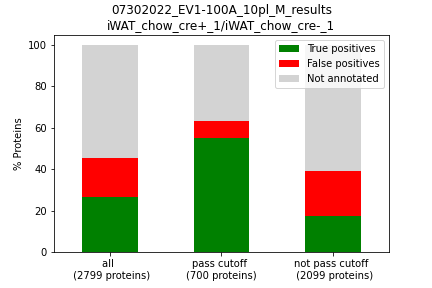 07302022_EV1-100A_10pl_M_results
iWAT_chow_cre+_1/iWAT_chow_cre-_1
True positives
False positives
Not annotated
% Proteins
100
80
60
40
20
0
all
(2799 proteins)
pass cutoff
(700 proteins)
not pass cutoff
(2099 proteins)